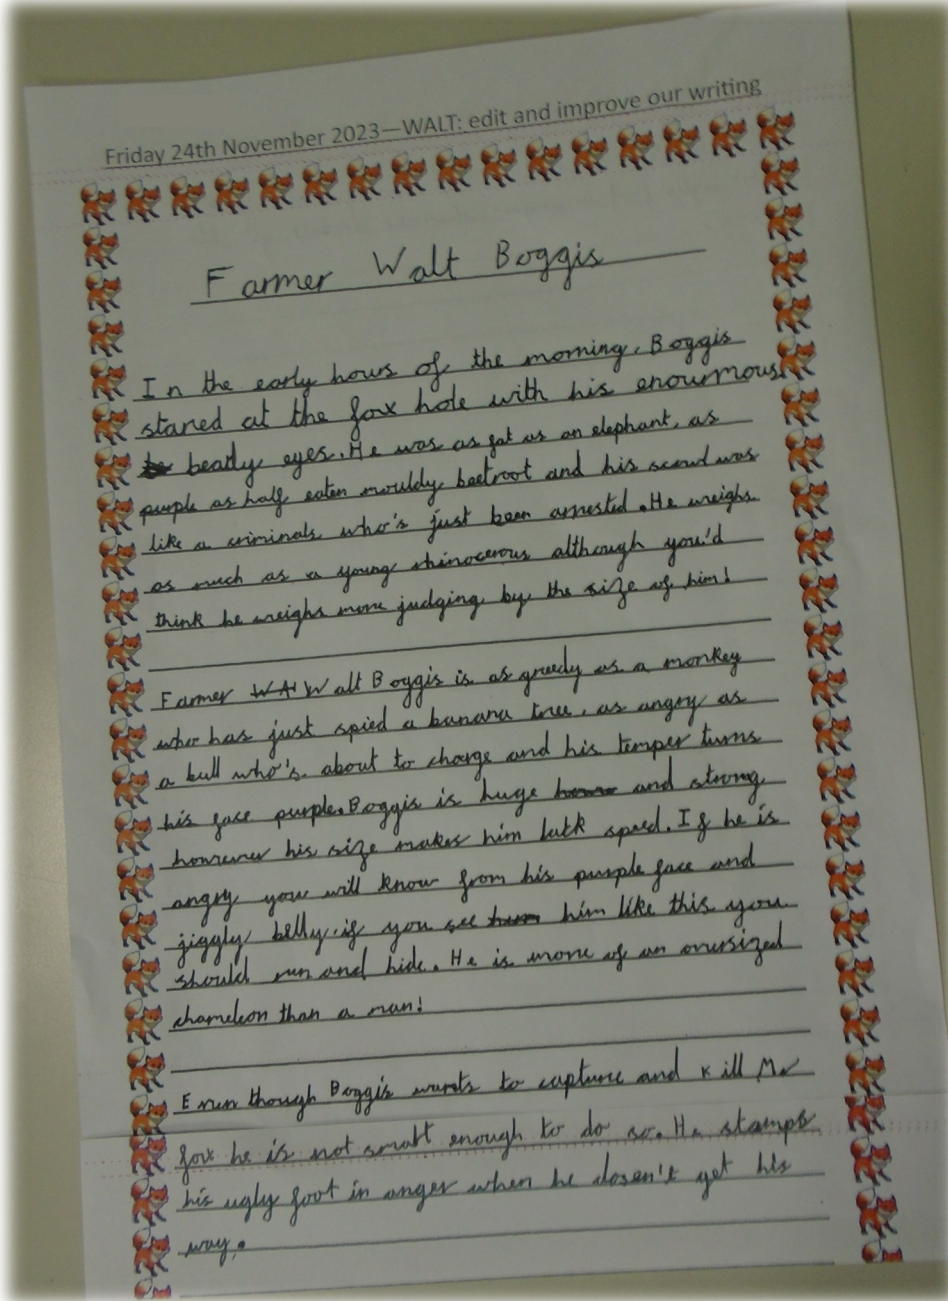 Friday 24th November 2023—WALT: edit and improve our writing
Farmer Walt Boggis
In the early hours of the morning, Boggis
stared at the fox hole with his enourmous
beady eyes. He was as fat as an elephant, as
purple as half eaten mouldy beetroot and his scowl was
like a criminals who's just been arrested. He weighs
as much as a young rhinocerous although you'd
think he weighs more judging by the size of him!
Farmer Walt Boggis is as greedy as a monkey
who has just spied a banana tree, as angry as
a bull who's about to charge and his temper turns
his face purple. Boggis is huge and strong
however his size makes him lack speed. If he is
angry you will know from his purple face and
jiggly belly. if you see him like this you
should run and hide. He is more of an oversized
chameleon than a man!
Even though Boggis wants to capture and kill Mr
fox he is not smart enough to do so. He stamps
his ugly foot in anger when he dosen't get his
way.